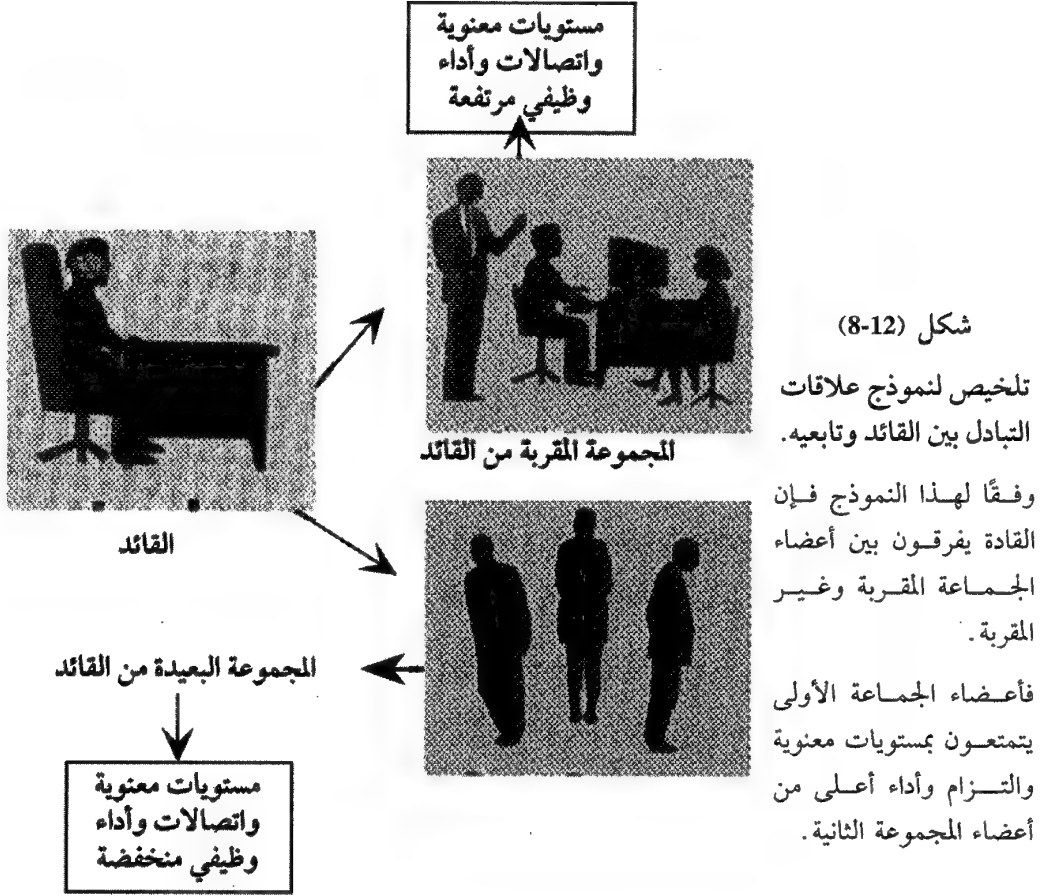 مستويات معنوية
واتصالات وأداء
وظيفي مرتفعة
المجموعة المقربة من القائد
القائد
المجموعة البعيدة من القائد
مستويات معنوية
واتصالات وأداء
وظيفي منخفضة
شكل (12-8)
تلخيص لنموذج علاقات
التبادل بين القائد وتابعيه.
وفقًا لهذا النموذج فإن
القادة يفرقون بين أعضاء
الجماعة المقربة وغير
المقربة.
فأعضاء الجماعة الأولى
يتمتعون بمستويات معنوية
والتزام وأداء أعلى من
أعضاء المجموعة الثانية.